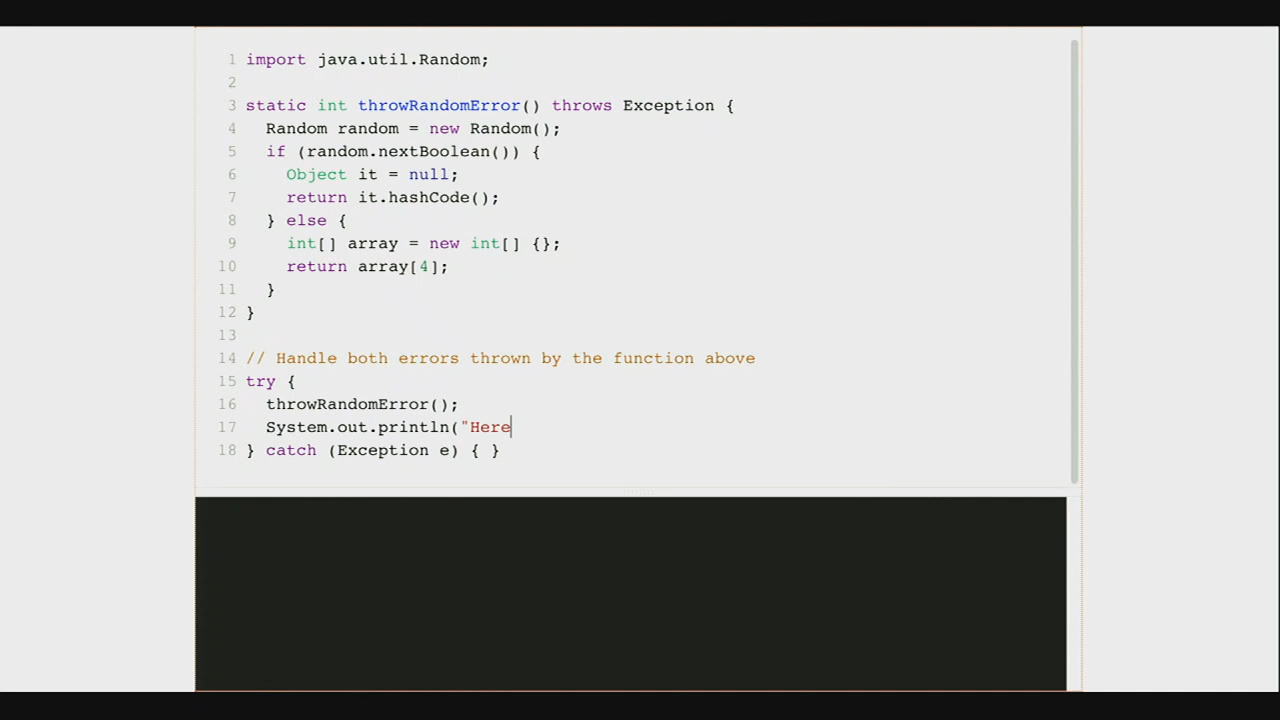 1 import java.util.Random;
2
3 static int throwRandomError() throws Exception {
4   Random random = new Random();
5   if (random.nextBoolean()) {
6     Object it = null;
7     return it.hashCode();
8   } else {
9     int[] array = new int[] {};
10     return array[4];
11   }
12 }
13
14 // Handle both errors thrown by the function above
15 try {
16   throwRandomError();
17   System.out.println("Here
18 } catch (Exception e) { }